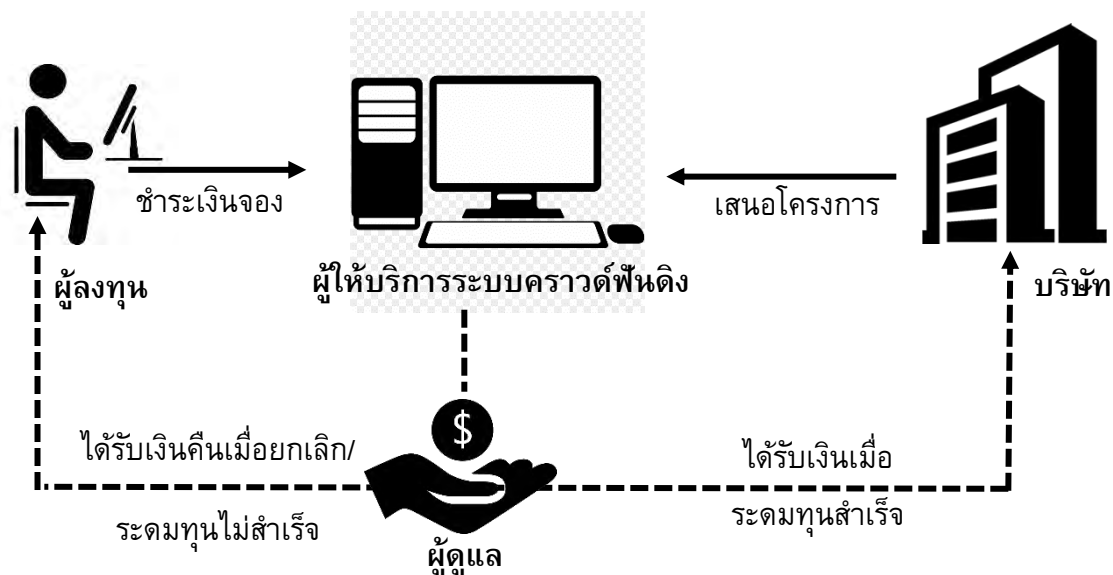 ชำระเงินจอง
เสนอโครงการ
ผู้ลงทุน
ผู้ให้บริการระบบคราวด์ฟันดิง
บริษัท
$
ได้รับเงินคืนเมื่อยกเลิก/
ระดมทุนไม่สำเร็จ
ได้รับเงินเมื่อ
ระดมทุนสำเร็จ
ผู้ดูแล